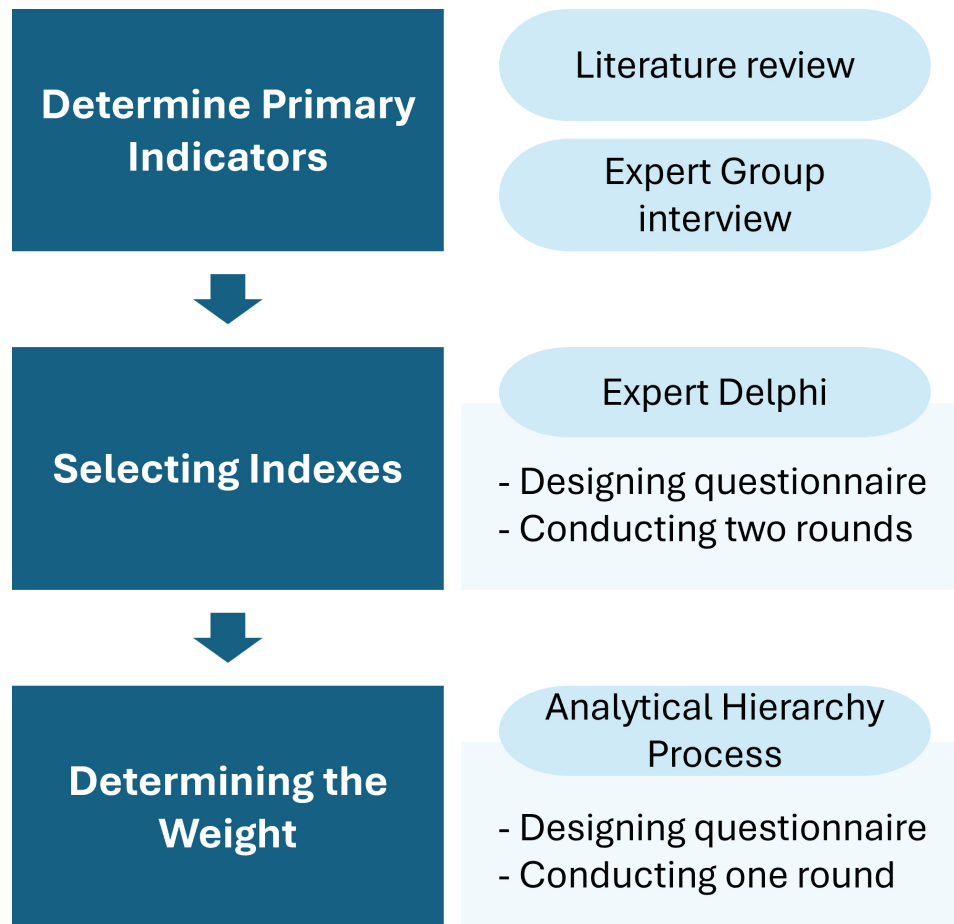 Determine Primary
Indicators
Literature review
Expert Group
interview
Selecting Indexes
Expert Delphi
- Designing questionnaire
- Conducting two rounds
Determining the
Weight
Analytical Hierarchy
Process
- Designing questionnaire
- Conducting one round